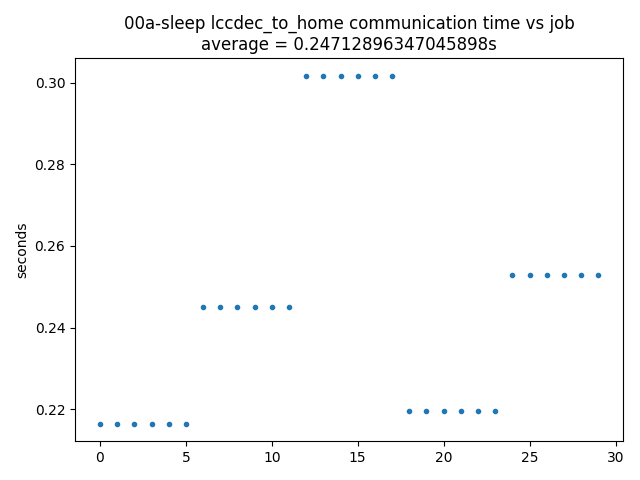 00a-sleep lccdec_to_home communication time vs job
average = 0.24712896347045898s
0.30
0.28
0.26
0.24
0.22
seconds
0 5 10 15 20 25 30